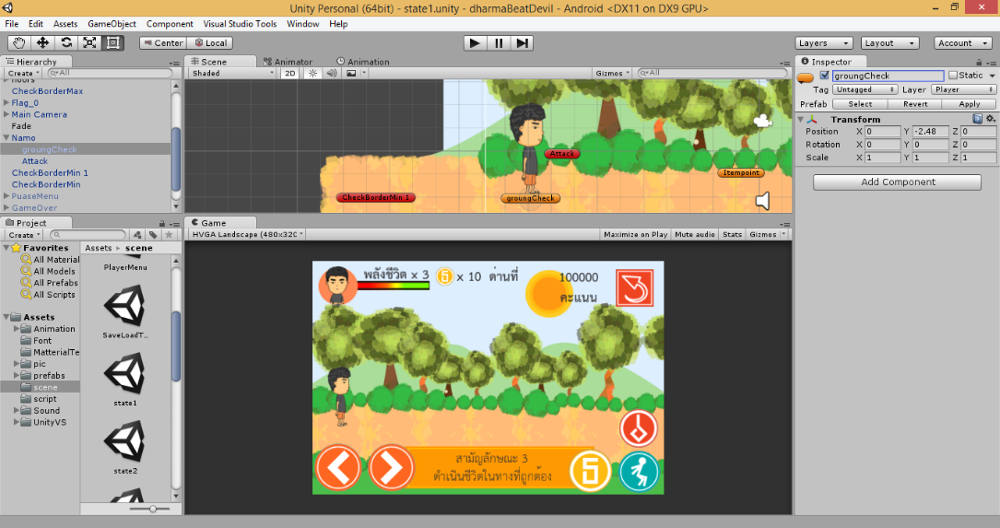 Unity Personal (64bit) - state1.unity - dharmaBeatDevil - Android <DX11 on DX9 GPU>
File Edit Assets GameObject Component Visual Studio Tools Window Help
Center Local
Layers Layout Account
Hierarchy
Create All
CheckBorderMax
Flag_0
Main Camera
Fade
Namo
groungCheck
Attack
CheckBorderMin 1
CheckBorderMin
PuaseMenu
GameOver
Scene Animator Animation
Shaded 2D Gizmos All
Attack
Itempoint
CheckBorderMin 1
groungCheck
Inspector
groungCheck Static
Tag Untagged Layer Player
Prefab Select Revert Apply
Transform
Position X 0 Y -2.48 Z 0
Rotation X 0 Y 0 Z 0
Scale X 1 Y 1 Z 1
Add Component
Project
Create
Favorites
All Material
All Models
All Prefabs
All Scripts
Assets
Animation
Font
MatterialTe
pic
prefabs
scene
script
Sound
UnityVS
Assets scene
PlayerMenu
SaveLoadT...
state1
state2
Game
HVGA Landscape (480x32C Maximize on Play Mute audio Stats Gizmos
พลังชีวิต x 3 x 10 ด่านที่ 100000
คะแนน
สามัญลักษณะ 3
ดำเนินชีวิตในทางที่ถูกต้อง